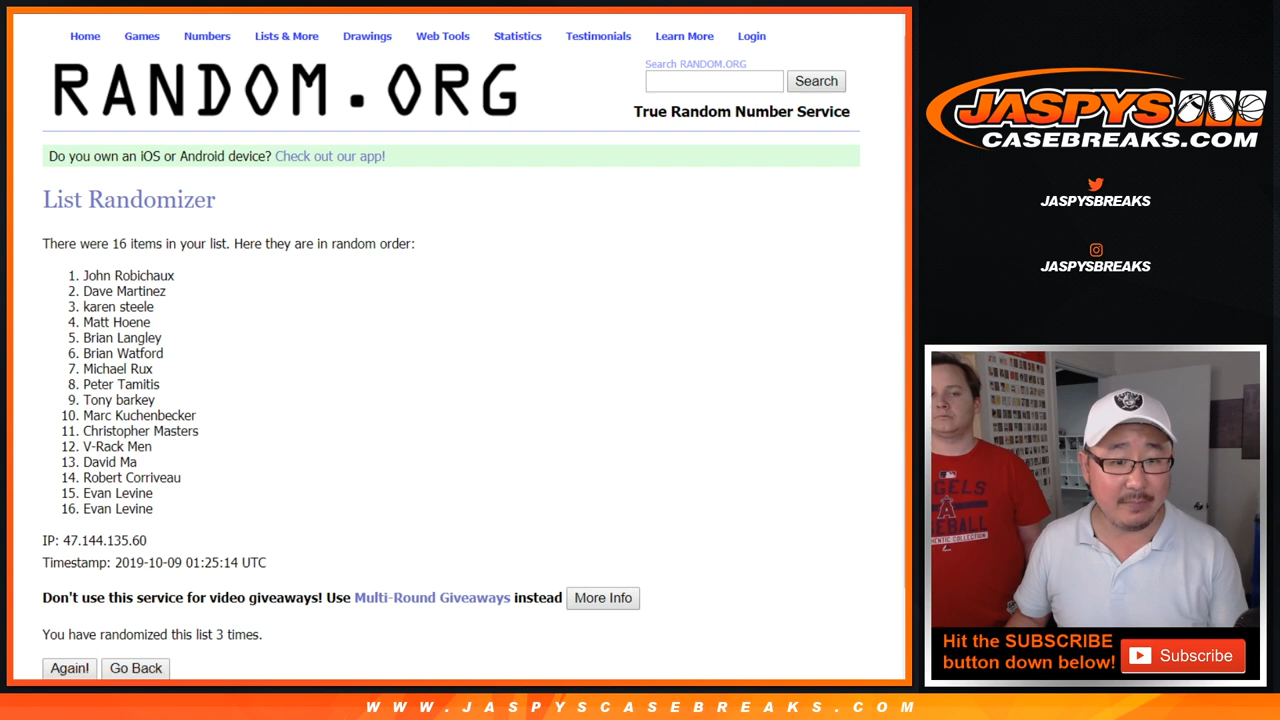 Home Games Numbers Lists & More Drawings Web Tools Statistics Testimonials Learn More Login
RANDOM.ORG
Search RANDOM.ORG
Search
True Random Number Service
Do you own an iOS or Android device? Check out our app!
List Randomizer
There were 16 items in your list. Here they are in random order:
1. John Robichaux
2. Dave Martinez
3. karen steele
4. Matt Hoene
5. Brian Langley
6. Brian Watford
7. Michael Rux
8. Peter Tamitis
9. Tony barkey
10. Marc Kuchenbecker
11. Christopher Masters
12. V-Rack Men
13. David Ma
14. Robert Corriveau
15. Evan Levine
16. Evan Levine
IP: 47.144.135.60
Timestamp: 2019-10-09 01:25:14 UTC
Don't use this service for video giveaways! Use Multi-Round Giveaways instead More Info
You have randomized this list 3 times.
Again! Go Back
JASPYS
CASEBREAKS.COM
JASPYSBREAKS
JASPYSBREAKS
Hit the SUBSCRIBE
button down below!
Subscribe
WWW.JASPYSCASEBREAKS.COM